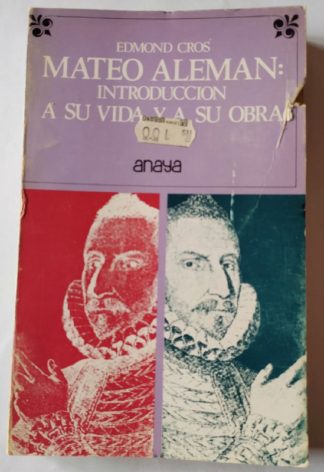 EDMOND CROS
MATEO ALEMAN:
INTRODUCCION
A SU VIDA Y A SU OBRA
anaya